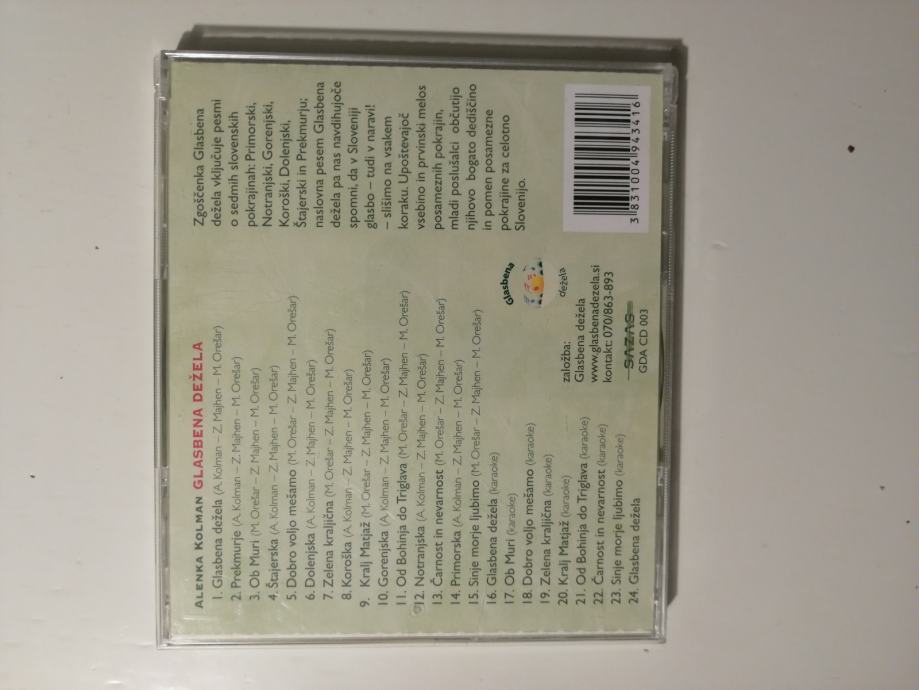 ALENKA KOLMAN GLASBENA DEŽELA
1. Glasbena dežela (A. Kolman – Z. Majhen – M. Orešar)
2. Prekmurje (A. Kolman – Z. Majhen – M. Orešar)
3. Ob Muri (M. Orešar – Z. Majhen – M. Orešar)
4. Štajerska (A. Kolman – Z. Majhen – M. Orešar)
5. Dobro voljo mešamo (M. Orešar – Z. Majhen – M. Orešar)
6. Dolenjska (A. Kolman – Z. Majhen – M. Orešar)
7. Zelena kraljična (M. Orešar – Z. Majhen – M. Orešar)
8. Koroška (A. Kolman – Z. Majhen – M. Orešar)
9. Kralj Matjaž (M. Orešar – Z. Majhen – M. Orešar)
10. Gorenjska (A. Kolman – Z. Majhen – M. Orešar)
11. Od Bohinja do Triglava (M. Orešar – Z. Majhen – M. Orešar)
12. Notranjska (A. Kolman – Z. Majhen – M. Orešar)
13. Čarnost in nevarnost (M. Orešar – Z. Majhen – M. Orešar)
14. Primorska (A. Kolman – Z. Majhen – M. Orešar)
15. Sinje morje ljubimo (M. Orešar – Z. Majhen – M. Orešar)
16. Glasbena dežela (karaoke)
17. Ob Muri (karaoke)
18. Dobro voljo mešamo (karaoke)
19. Zelena kraljična (karaoke)
20. Kralj Matjaž (karaoke)
21. Od Bohinja do Triglava (karaoke)
22. Čarnost in nevarnost (karaoke)
23. Sinje morje ljubimo (karaoke)
24. Glasbena dežela
Zgoščenka Glasbena
dežela vključuje pesmi
o sedmih slovenskih
pokrajinah: Primorski,
Notranjski, Gorenjski,
Koroški, Dolenjski,
Štajerski in Prekmurju;
naslovna pesem Glasbena
dežela pa nas navdihujoče
spomni, da v Sloveniji
glasbo – tudi v naravi!
– slišimo na vsakem
koraku. Upoštevajoč
vsebino in prvinski melos
posameznih pokrajin,
mladi poslušalci občutijo
njihovo bogato dediščino
in pomen posamezne
pokrajine za celotno
Slovenijo.
Glasbena
dežela
založba:
Glasbena dežela
www.glasbenadezela.si
kontakt: 070/863-893
SAZAS
GDA CD 003
3 831004 943416